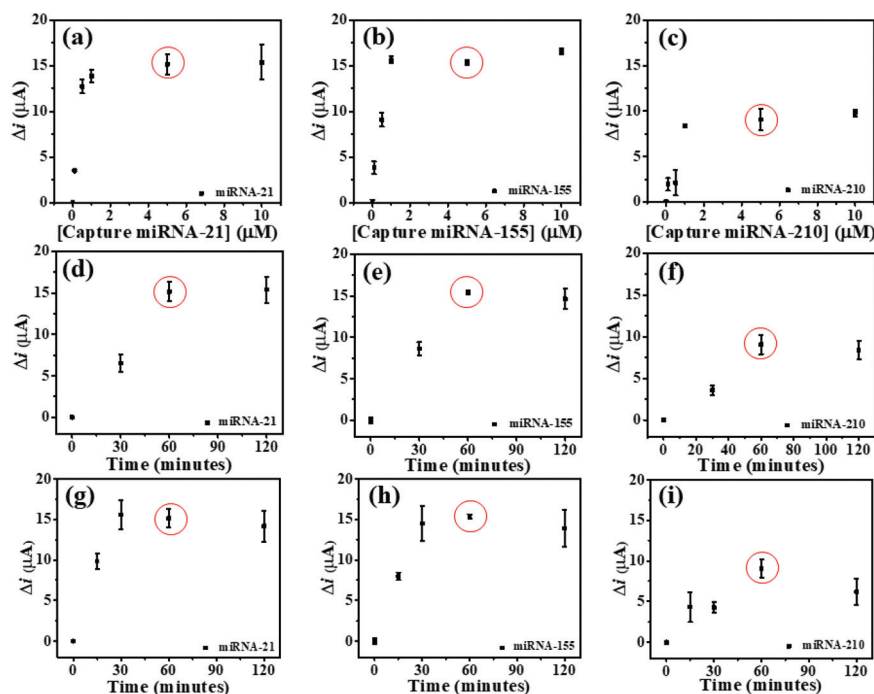 (a)
Δi (μA)
20
15
10
5
0
0 2 4 6 8 10
miRNA-21
[Capture miRNA-21] (μM)
(b)
Δi (μA)
20
15
10
5
0
0 2 4 6 8 10
miRNA-155
[Capture miRNA-155] (μM)
(c)
Δi (μA)
20
15
10
5
0
0 2 4 6 8 10
miRNA-210
[Capture miRNA-210] (μM)
(d)
Δi (μA)
20
15
10
5
0
0 30 60 90 120
miRNA-21
Time (minutes)
(e)
Δi (μA)
20
15
10
5
0
0 30 60 90 120
miRNA-155
Time (minutes)
(f)
Δi (μA)
20
15
10
5
0
0 20 40 60 80 100 120
miRNA-210
Time (minutes)
(g)
Δi (μA)
20
15
10
5
0
0 30 60 90 120
miRNA-21
Time (minutes)
(h)
Δi (μA)
20
15
10
5
0
0 30 60 90 120
miRNA-155
Time (minutes)
(i)
Δi (μA)
20
15
10
5
0
0 30 60 90 120
miRNA-210
Time (minutes)